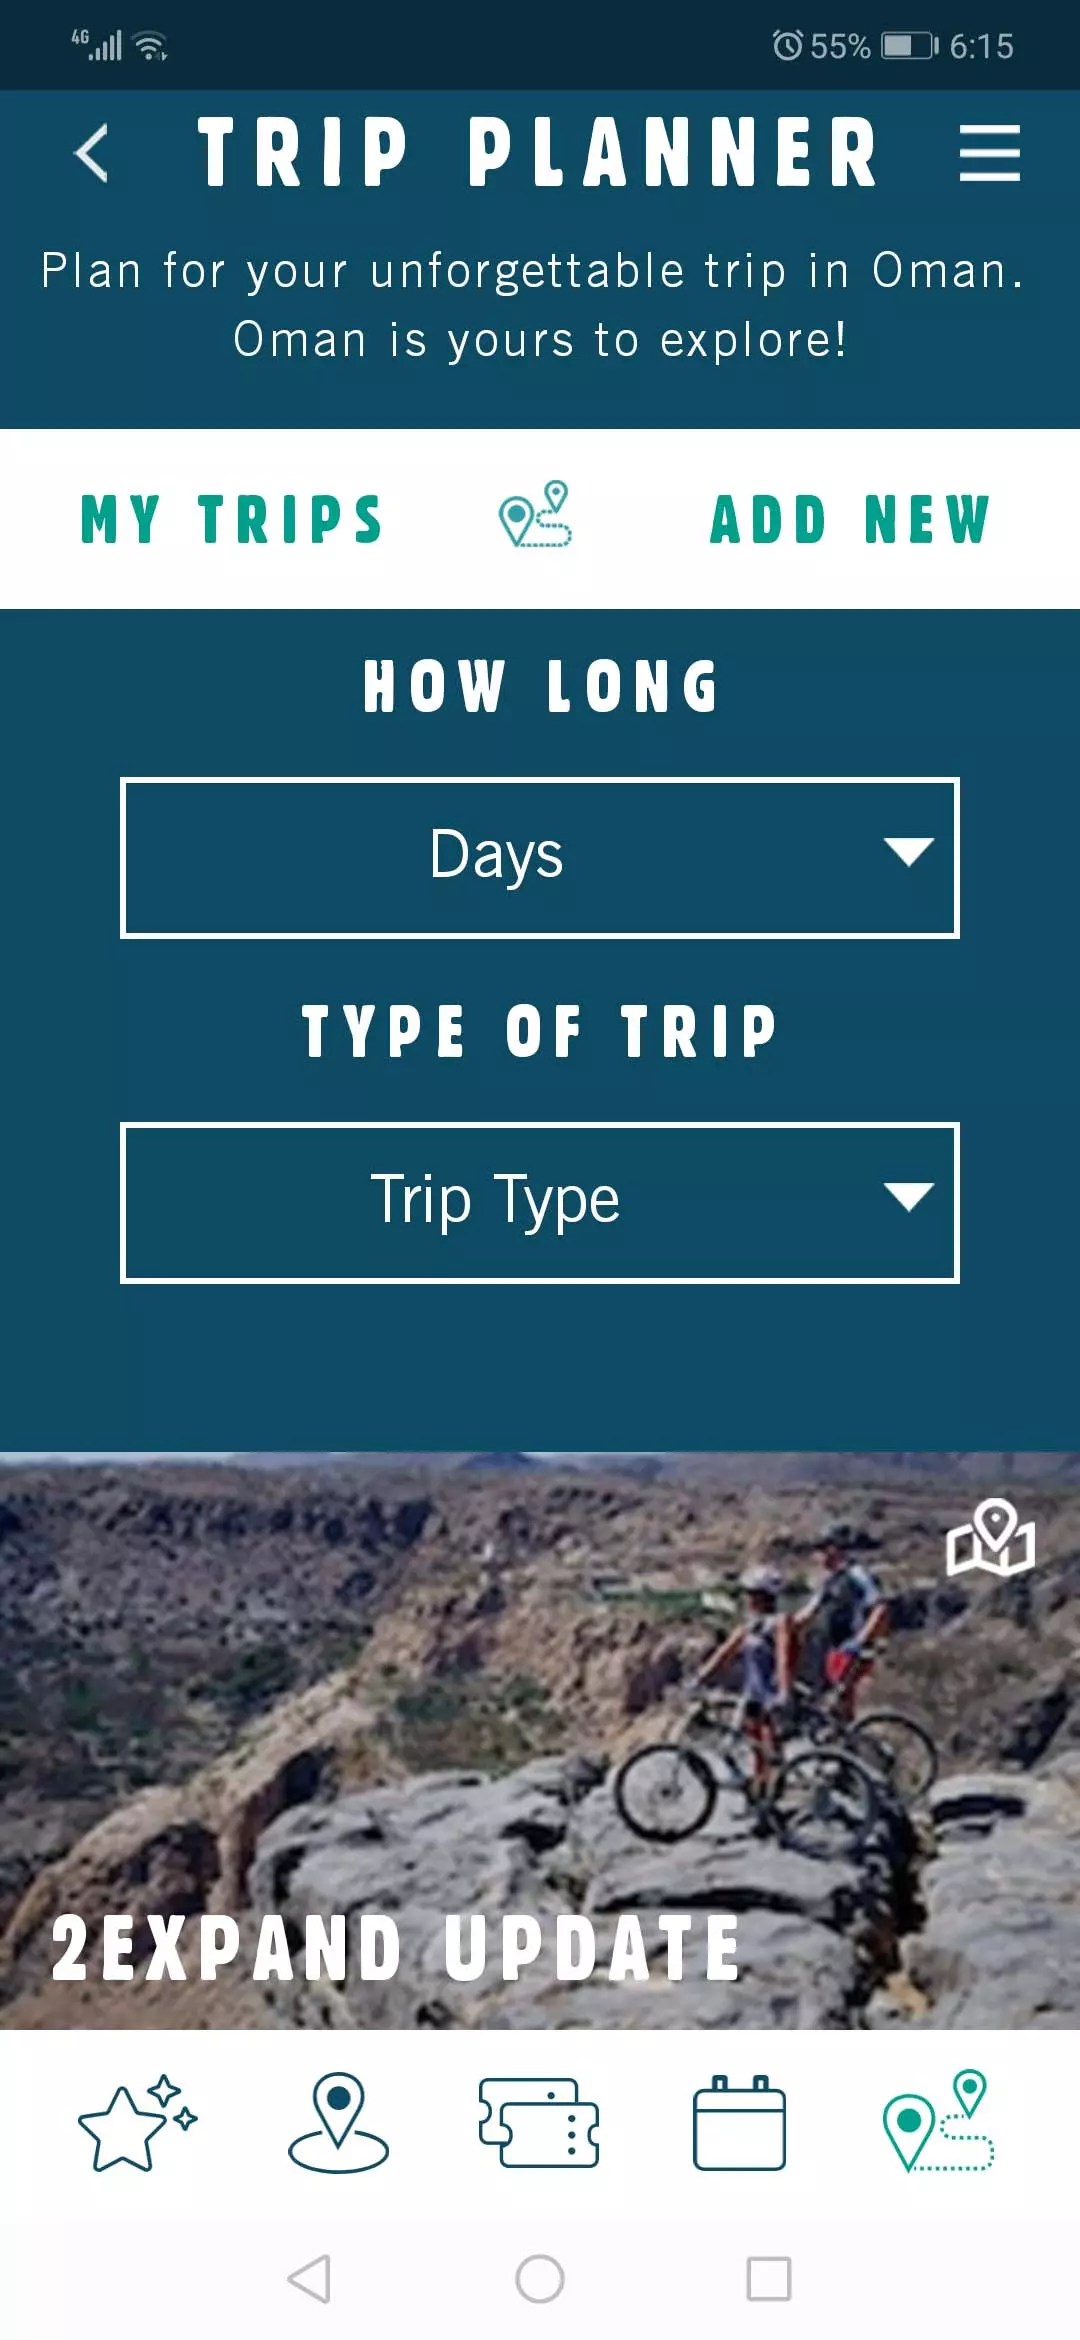 4G 55% 6:15
TRIP PLANNER
Plan for your unforgettable trip in Oman.
Oman is yours to explore!
MY TRIPS ADD NEW
HOW LONG
Days
TYPE OF TRIP
Trip Type
2EXPAND UPDATE